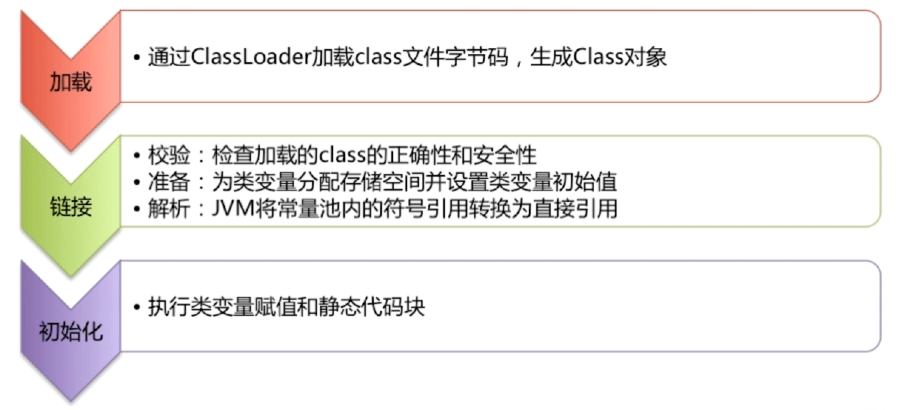 加载
• 通过ClassLoader加载class文件字节码，生成Class对象
链接
• 校验：检查加载的class的正确性和安全性
• 准备：为类变量分配存储空间并设置类变量初始值
• 解析：JVM将常量池内的符号引用转换为直接引用
初始化
• 执行类变量赋值和静态代码块